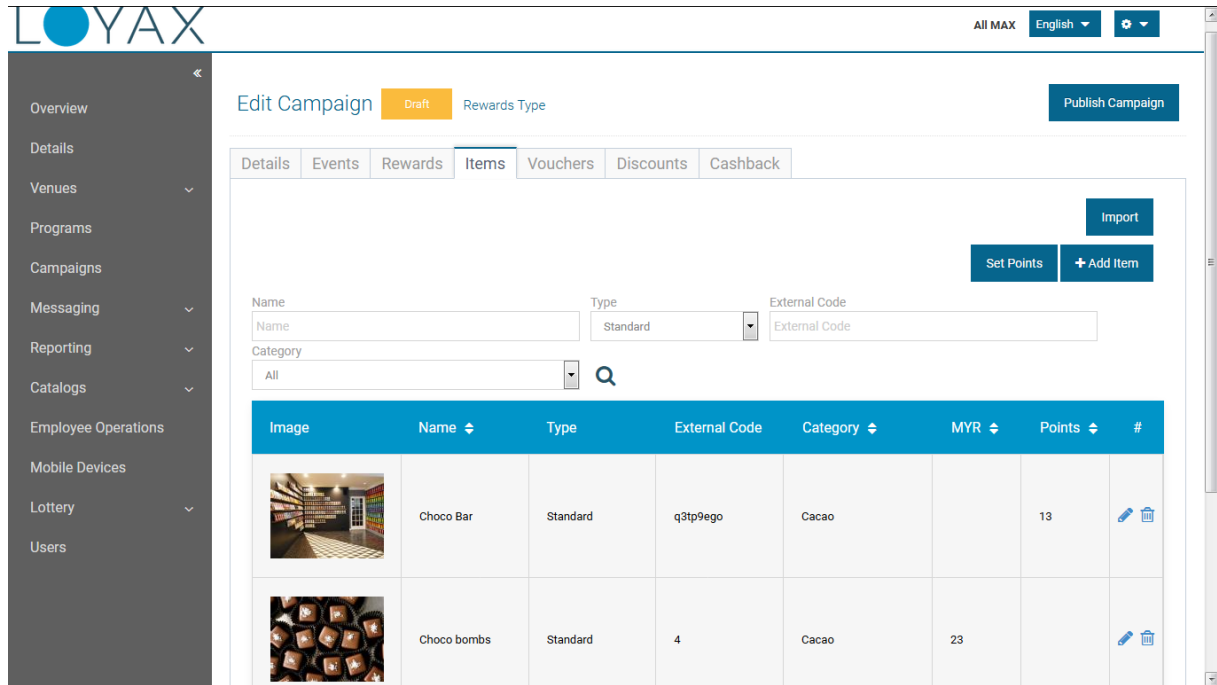 LOYAX
All MAX English
Overview
Details
Venues
Programs
Campaigns
Messaging
Reporting
Catalogs
Employee Operations
Mobile Devices
Lottery
Users
Edit Campaign Draft Rewards Type Publish Campaign
Details Events Rewards Items Vouchers Discounts Cashback
Import
Set Points + Add Item
Name Type External Code
Name Standard External Code
Category
All
Image Name Type External Code Category MYR Points #
Choco Bar Standard q3tp9ego Cacao 13
Choco bombs Standard 4 Cacao 23